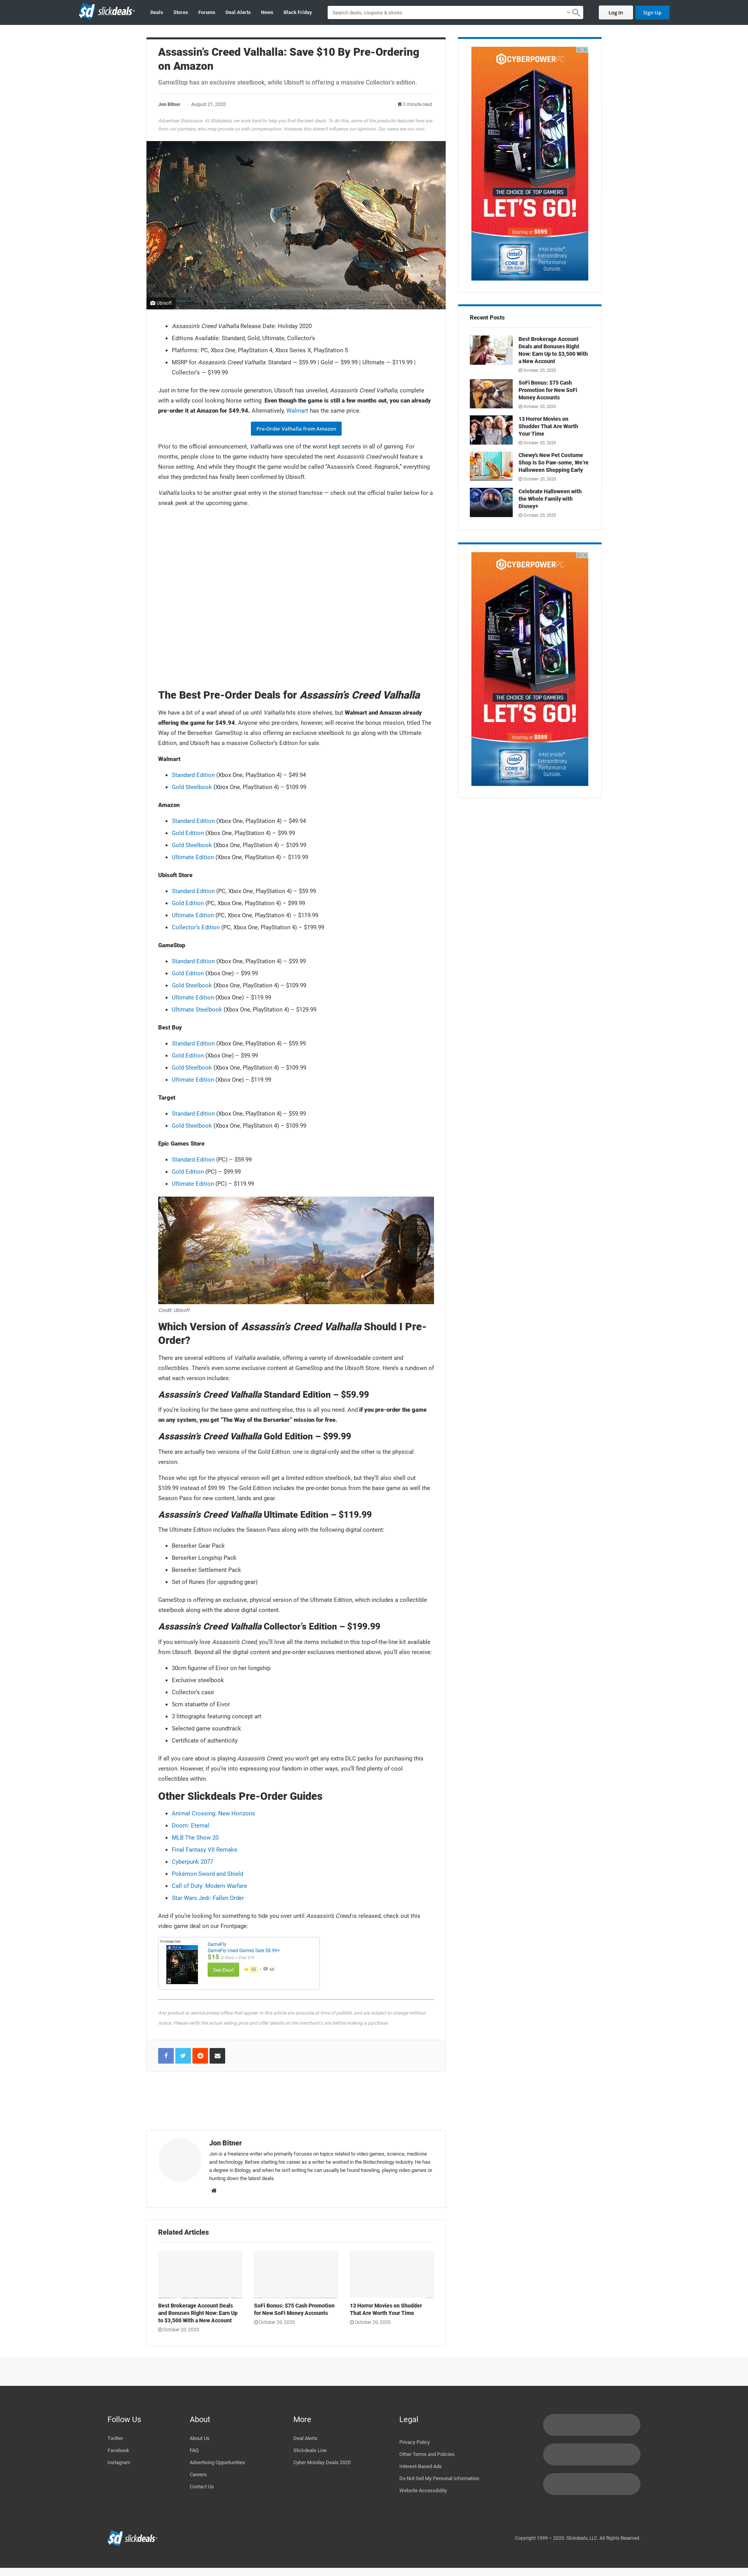 slickdeals
Deals
Stores
Forums
Deal Alerts
News
Black Friday
Search deals, coupons & stores
Log In
Sign Up
Assassin's Creed Valhalla: Save $10 By Pre-Ordering
on Amazon
GameStop has an exclusive steelbook, while Ubisoft is offering a massive Collector's edition.
Jon Bitner - August 21, 2020
3 minute read
Advertiser Disclosure: At Slickdeals, we work hard to help you find the best deals. To do this, some of the products featured here are
from our partners, who may provide us with compensation. However, this doesn't influence our opinions. Our views are our own.
Ubisoft
Assassin's Creed Valhalla Release Date: Holiday 2020
Editions Available: Standard, Gold, Ultimate, Collector's
Platforms: PC, Xbox One, PlayStation 4, Xbox Series X, PlayStation 5
MSRP for Assassin's Creed Valhalla: Standard — $59.99 | Gold — $99.99 | Ultimate — $119.99 |
Collector's — $199.99
Just in time for the new console generation, Ubisoft has unveiled, Assassin's Creed Valhalla, complete
with a wildly cool looking Norse setting. Even though the game is still a few months out, you can already
pre-order it at Amazon for $49.94. Alternatively, Walmart has the same price.
Pre-Order Valhalla from Amazon
Prior to the official announcement, Valhalla was one of the worst kept secrets in all of gaming. For
months, people close to the game industry have speculated the next Assassin's Creed would feature a
Norse setting. And while they thought the game would be called "Assassin's Creed: Ragnarok," everything
else they predicted has finally been confirmed by Ubisoft.
Valhalla looks to be another great entry in the storied franchise — check out the official trailer below for a
sneak peek at the upcoming game.
The Best Pre-Order Deals for Assassin's Creed Valhalla
We have a bit of a wait ahead of us until Valhalla hits store shelves, but Walmart and Amazon already
offering the game for $49.94. Anyone who pre-orders, however, will receive the bonus mission, titled The
Way of the Berserker. GameStop is also offering an exclusive steelbook to go along with the Ultimate
Edition, and Ubisoft has a massive Collector's Edition for sale.
Walmart
Standard Edition (Xbox One, PlayStation 4) – $49.94
Gold Steelbook (Xbox One, PlayStation 4) – $109.99
Amazon
Standard Edition (Xbox One, PlayStation 4) – $49.94
Gold Edition (Xbox One, PlayStation 4) – $99.99
Gold Steelbook (Xbox One, PlayStation 4) – $109.99
Ultimate Edition (Xbox One, PlayStation 4) – $119.99
Ubisoft Store
Standard Edition (PC, Xbox One, PlayStation 4) – $59.99
Gold Edition (PC, Xbox One, PlayStation 4) – $99.99
Ultimate Edition (PC, Xbox One, PlayStation 4) – $119.99
Collector's Edition (PC, Xbox One, PlayStation 4) – $199.99
GameStop
Standard Edition (Xbox One, PlayStation 4) – $59.99
Gold Edition (Xbox One) – $99.99
Gold Steelbook (Xbox One, PlayStation 4) – $109.99
Ultimate Edition (Xbox One) – $119.99
Ultimate Steelbook (Xbox One, PlayStation 4) – $129.99
Best Buy
Standard Edition (Xbox One, PlayStation 4) – $59.99
Gold Edition (Xbox One) – $99.99
Gold Steelbook (Xbox One, PlayStation 4) – $109.99
Ultimate Edition (Xbox One) – $119.99
Target
Standard Edition (Xbox One, PlayStation 4) – $59.99
Gold Steelbook (Xbox One, PlayStation 4) – $109.99
Epic Games Store
Standard Edition (PC) – $59.99
Gold Edition (PC) – $99.99
Ultimate Edition (PC) – $119.99
Credit: Ubisoft
Which Version of Assassin's Creed Valhalla Should I Pre-
Order?
There are several editions of Valhalla available, offering a variety of downloadable content and
collectibles. There's even some exclusive content at GameStop and the Ubisoft Store. Here's a rundown of
what each version includes:
Assassin's Creed Valhalla Standard Edition – $59.99
If you're looking for the base game and nothing else, this is all you need. And if you pre-order the game
on any system, you get "The Way of the Berserker" mission for free.
Assassin's Creed Valhalla Gold Edition – $99.99
There are actually two versions of the Gold Edition: one is digital-only and the other is the physical
version.
Those who opt for the physical version will get a limited edition steelbook, but they'll also shell out
$109.99 instead of $99.99. The Gold Edition includes the pre-order bonus from the base game as well the
Season Pass for new content, lands and gear.
Assassin's Creed Valhalla Ultimate Edition – $119.99
The Ultimate Edition includes the Season Pass along with the following digital content:
Berserker Gear Pack
Berserker Longship Pack
Berserker Settlement Pack
Set of Runes (for upgrading gear)
GameStop is offering an exclusive, physical version of the Ultimate Edition, which includes a collectible
steelbook along with the above digital content.
Assassin's Creed Valhalla Collector's Edition – $199.99
If you seriously love Assassin's Creed, you'll love all the items included in this top-of-the-line kit available
from Ubisoft. Beyond all the digital content and pre-order exclusives mentioned above, you'll also receive:
30cm figurine of Eivor on her longship
Exclusive steelbook
Collector's case
5cm statuette of Eivor
3 lithographs featuring concept art
Selected game soundtrack
Certificate of authenticity
If all you care about is playing Assassin's Creed, you won't get any extra DLC packs for purchasing this
version. However, if you're into expressing your fandom in other ways, you'll find plenty of cool
collectibles within.
Other Slickdeals Pre-Order Guides
Animal Crossing: New Horizons
Doom: Eternal
MLB The Show 20
Final Fantasy VII Remake
Cyberpunk 2077
Pokémon Sword and Shield
Call of Duty: Modern Warfare
Star Wars Jedi: Fallen Order
And if you're looking for something to tide you over until Assassin's Creed is released, check out this
video game deal on our Frontpage:
Frontpage Deal
GameFly
GameFly Used Games Sale $8.99+
$15
See Deal
56
68
Any product or service prices/offers that appear in this article are accurate at time of publish, and are subject to change without
notice. Please verify the actual selling price and offer details on the merchant's site before making a purchase.
Jon Bitner
Jon is a freelance writer who primarily focuses on topics related to video games, science, medicine
and technology. Before starting his career as a writer he worked in the Biotechnology industry. He has
a degree in Biology, and when he isn't writing he can usually be found traveling, playing video games or
hunting down the latest deals.
Related Articles
Best Brokerage Account Deals
and Bonuses Right Now: Earn Up
to $3,500 With a New Account
October 20, 2020
SoFi Bonus: $75 Cash Promotion
for New SoFi Money Accounts
October 20, 2020
13 Horror Movies on Shudder
That Are Worth Your Time
October 20, 2020
CYBERPOWERPC
THE CHOICE OF TOP GAMERS
LET'S GO!
Starting at $599
intel CORE i9 9th Gen
Intel Inside®.
Extraordinary
Performance
Outside.
Recent Posts
Best Brokerage Account
Deals and Bonuses Right
Now: Earn Up to $3,500 With
a New Account
October 20, 2020
SoFi Bonus: $75 Cash
Promotion for New SoFi
Money Accounts
October 20, 2020
13 Horror Movies on
Shudder That Are Worth
Your Time
October 20, 2020
Chewy's New Pet Costume
Shop Is So Paw-some, We're
Halloween Shopping Early
October 20, 2020
Celebrate Halloween with
the Whole Family with
Disney+
October 20, 2020
CYBERPOWERPC
THE CHOICE OF TOP GAMERS
LET'S GO!
Starting at $599
intel CORE i9 9th Gen
Intel Inside®.
Extraordinary
Performance
Outside.
Follow Us
Twitter
Facebook
Instagram
About
About Us
FAQ
Advertising Opportunities
Careers
Contact Us
More
Deal Alerts
Slickdeals Live
Cyber Monday Deals 2020
Legal
Privacy Policy
Other Terms and Policies
Interest-Based Ads
Do Not Sell My Personal Information
Website Accessibility
slickdeals
Copyright 1999 – 2020. Slickdeals, LLC. All Rights Reserved.